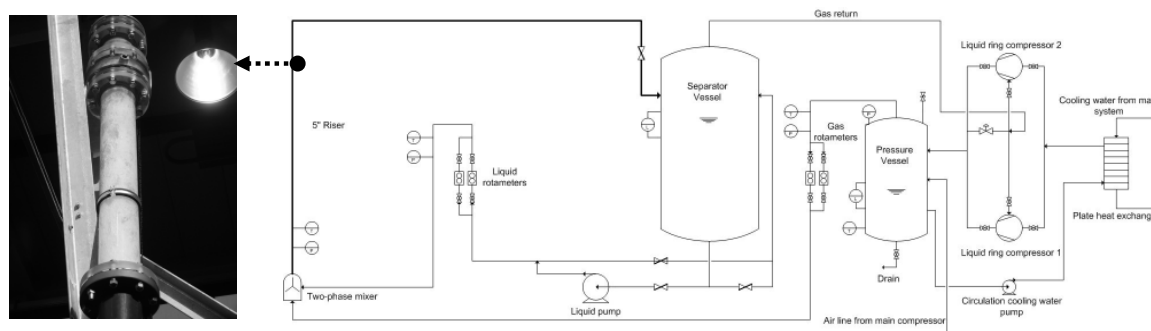 Gas return
Liquid ring compressor 2
Separator
Vessel
Cooling water from ma
system
5" Riser
Gas
rotameters
Pressure
Vessel
Liquid
rotameters
Plate heat exchang
Liquid ring compressor 1
Drain
Two-phase mixer
Liquid pump
Circulation cooling water
pump
Air line from main compressor